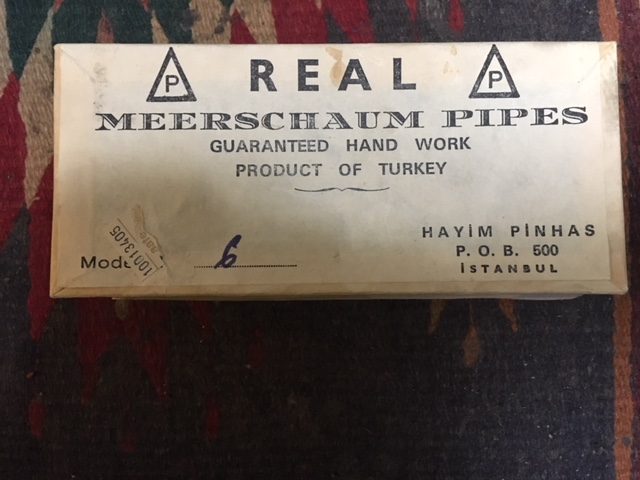 P REAL P
MEERSCHAUM PIPES
GUARANTEED HAND WORK
PRODUCT OF TURKEY
HAYİM PİNHAS
P. O. B. 500
İSTANBUL
Mode 6
10013405